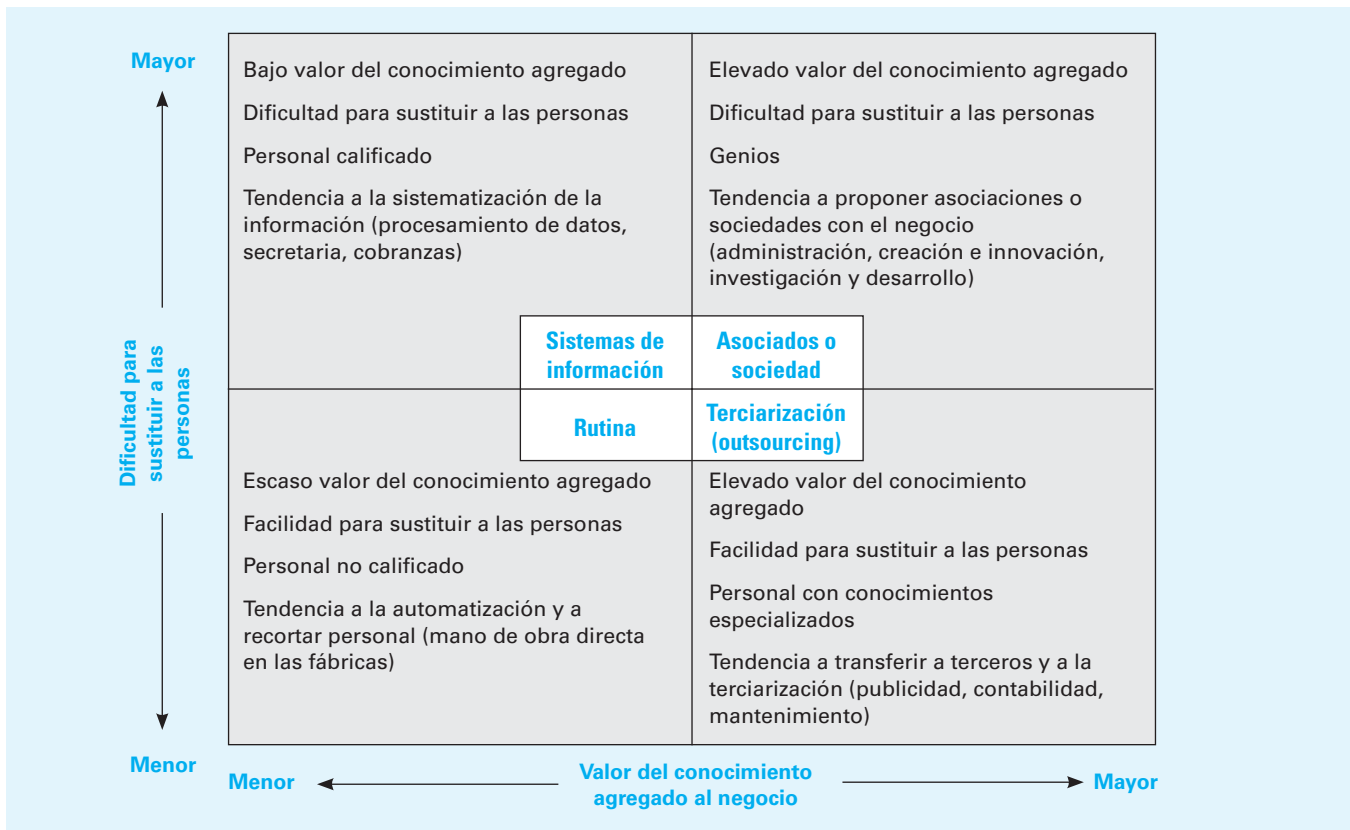 Mayor
Bajo valor del conocimiento agregado
Dificultad para sustituir a las personas
Personal calificado
Tendencia a la sistematización de la
información (procesamiento de datos,
secretaria, cobranzas)
Elevado valor del conocimiento agregado
Dificultad para sustituir a las personas
Genios
Tendencia a proponer asociaciones o
sociedades con el negocio
(administración, creación e innovación,
investigación y desarrollo)
Dificultad para
sustituir a las
personas
Sistemas de
información
Asociados o
sociedad
Rutina
Terciarización
(outsourcing)
Escaso valor del conocimiento agregado
Facilidad para sustituir a las personas
Personal no calificado
Tendencia a la automatización y a
recortar personal (mano de obra directa
en las fábricas)
Elevado valor del conocimiento
agregado
Facilidad para sustituir a las personas
Personal con conocimientos
especializados
Tendencia a transferir a terceros y a la
terciarización (publicidad, contabilidad,
mantenimiento)
Menor
Menor
Valor del conocimiento
agregado al negocio
Mayor